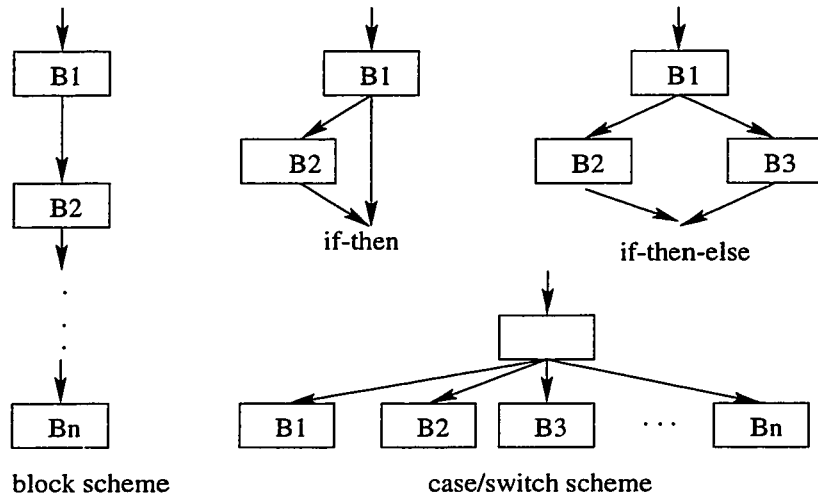 B1
B2
.
.
.
Bn
block scheme
B1
B2
if-then
B1
B2 B3
if-then-else
B1 B2 B3 . . . Bn
case/switch scheme